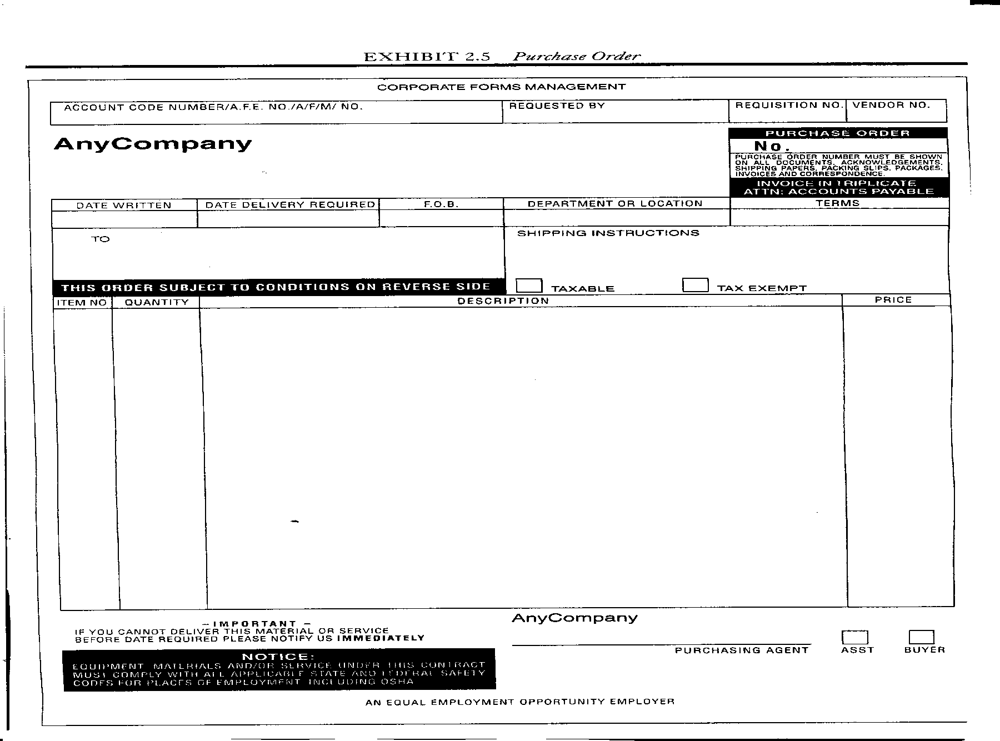 EXHIBIT 2.5 Purchase Order
CORPORATE FORMS MANAGEMENT
ACCOUNT CODE NUMBER/A.F.E. NO./A/F/M/ NO. REQUESTED BY REQUISITION NO. VENDOR NO.
AnyCompany
PURCHASE ORDER
No.
PURCHASE ORDER NUMBER MUST BE SHOWN
ON ALL DOCUMENTS, ACKNOWLEDGEMENTS,
SHIPPING PAPERS, PACKING SLIPS, PACKAGES,
INVOICES AND CORRESPONDENCE.
INVOICE IN TRIPLICATE
ATTN: ACCOUNTS PAYABLE
DATE WRITTEN DATE DELIVERY REQUIRED F.O.B. DEPARTMENT OR LOCATION TERMS
TO
SHIPPING INSTRUCTIONS
THIS ORDER SUBJECT TO CONDITIONS ON REVERSE SIDE
TAXABLE TAX EXEMPT
ITEM NO QUANTITY DESCRIPTION PRICE
– IMPORTANT –
IF YOU CANNOT DELIVER THIS MATERIAL OR SERVICE
BEFORE DATE REQUIRED PLEASE NOTIFY US IMMEDIATELY
NOTICE:
EQUIPMENT MATERIALS AND/OR SERVICE UNDER THIS CONTRACT
MUST COMPLY WITH ALL APPLICABLE STATE AND FEDERAL SAFETY
CODES FOR PLACES OF EMPLOYMENT INCLUDING OSHA
AnyCompany
PURCHASING AGENT ASST BUYER
AN EQUAL EMPLOYMENT OPPORTUNITY EMPLOYER